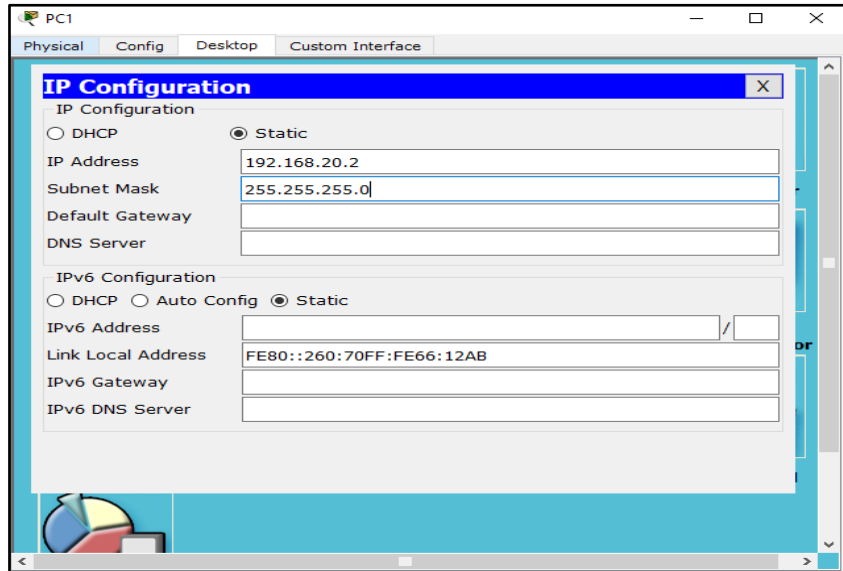 PC1
Physical Config Desktop Custom Interface
IP Configuration X
IP Configuration
DHCP Static
IP Address 192.168.20.2
Subnet Mask 255.255.255.0
Default Gateway
DNS Server
IPv6 Configuration
DHCP Auto Config Static
IPv6 Address /
Link Local Address FE80::260:70FF:FE66:12AB
IPv6 Gateway
IPv6 DNS Server
or